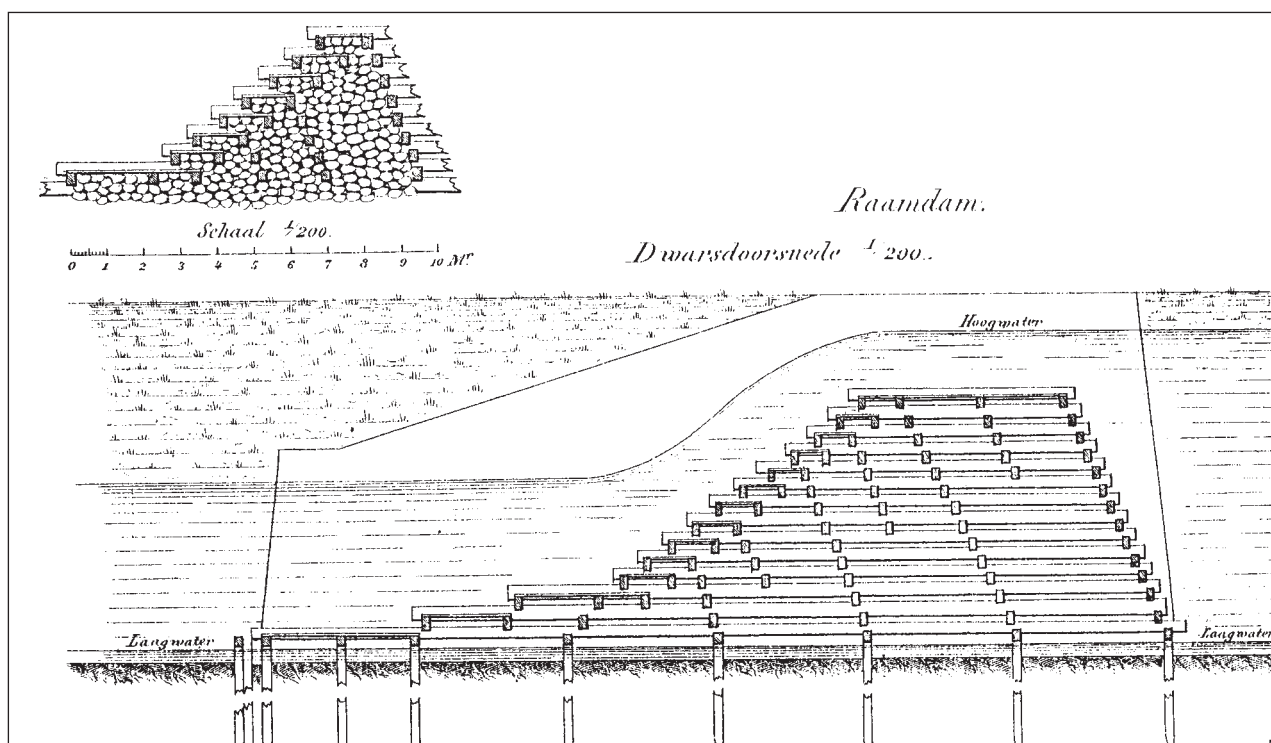 Schaal 1/200.
0 1 2 3 4 5 6 7 8 9 10 Mr
Raamdam.
Dwarsdoorsnede 1/200.
Hoogwater
Laagwater
Laagwater